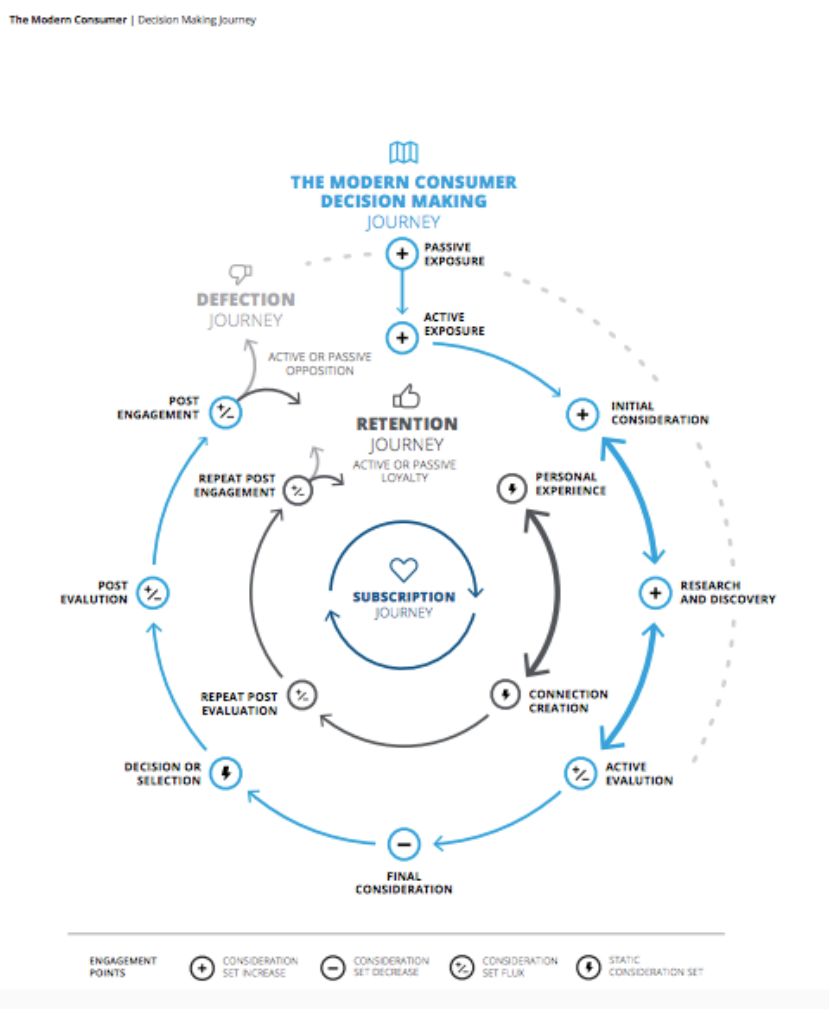 The Modern Consumer | Decision Making Journey
THE MODERN CONSUMER
DECISION MAKING
JOURNEY
PASSIVE
EXPOSURE
DEFECTION
JOURNEY
ACTIVE
EXPOSURE
ACTIVE OR PASSIVE
OPPOSITION
POST
ENGAGEMENT
INITIAL
CONSIDERATION
RETENTION
JOURNEY
ACTIVE OR PASSIVE
LOYALTY
REPEAT POST
ENGAGEMENT
PERSONAL
EXPERIENCE
POST
EVALUTION
SUBSCRIPTION
JOURNEY
RESEARCH
AND DISCOVERY
REPEAT POST
EVALUATION
CONNECTION
CREATION
DECISION OR
SELECTION
ACTIVE
EVALUTION
FINAL
CONSIDERATION
ENGAGEMENT
POINTS
CONSIDERATION
SET INCREASE
CONSIDERATION
SET DECREASE
CONSIDERATION
SET FLUX
STATIC
CONSIDERATION SET